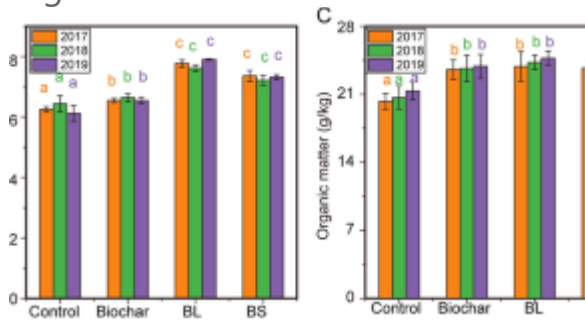 C
8
6
4
2
0
2017
2018
2019
a a a
b b b
c c c
c c c
Control Biochar BL BS
Organic matter (g/kg)
28
21
14
7
0
2017
2018
2019
a a a
b b b
b b b
Control Biochar BL